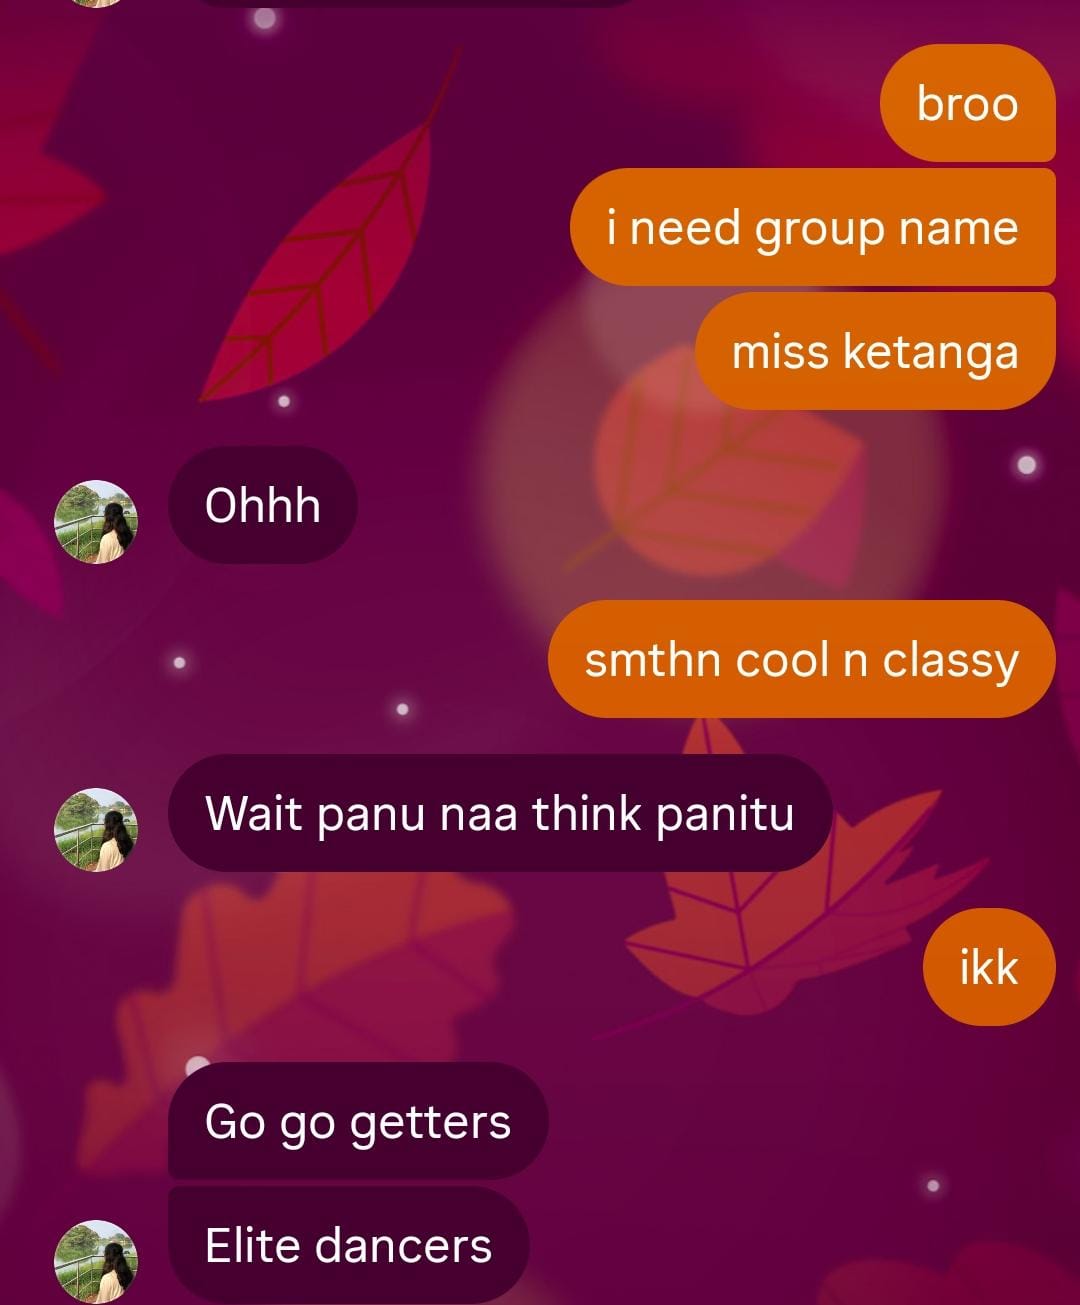 broo
i need group name
miss ketanga
Ohhh
smthn cool n classy
Wait panu naa think panitu
ikk
Go go getters
Elite dancers